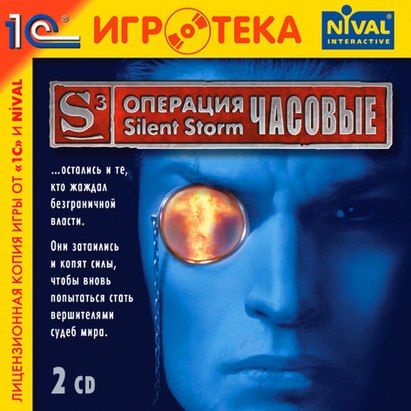 1С®
ИГРОТЕКА
NIVAL
INTERACTIVE
ЛИЦЕНЗИОННАЯ КОПИЯ ИГРЫ ОТ «1С» И NIVAL
S3
ОПЕРАЦИЯ
Silent Storm
ЧАСОВЫЕ
...остались и те,
кто жаждал
безграничной
власти.
Они затаились
и копят силы,
чтобы вновь
попытаться стать
вершителями
судеб мира.
2 CD